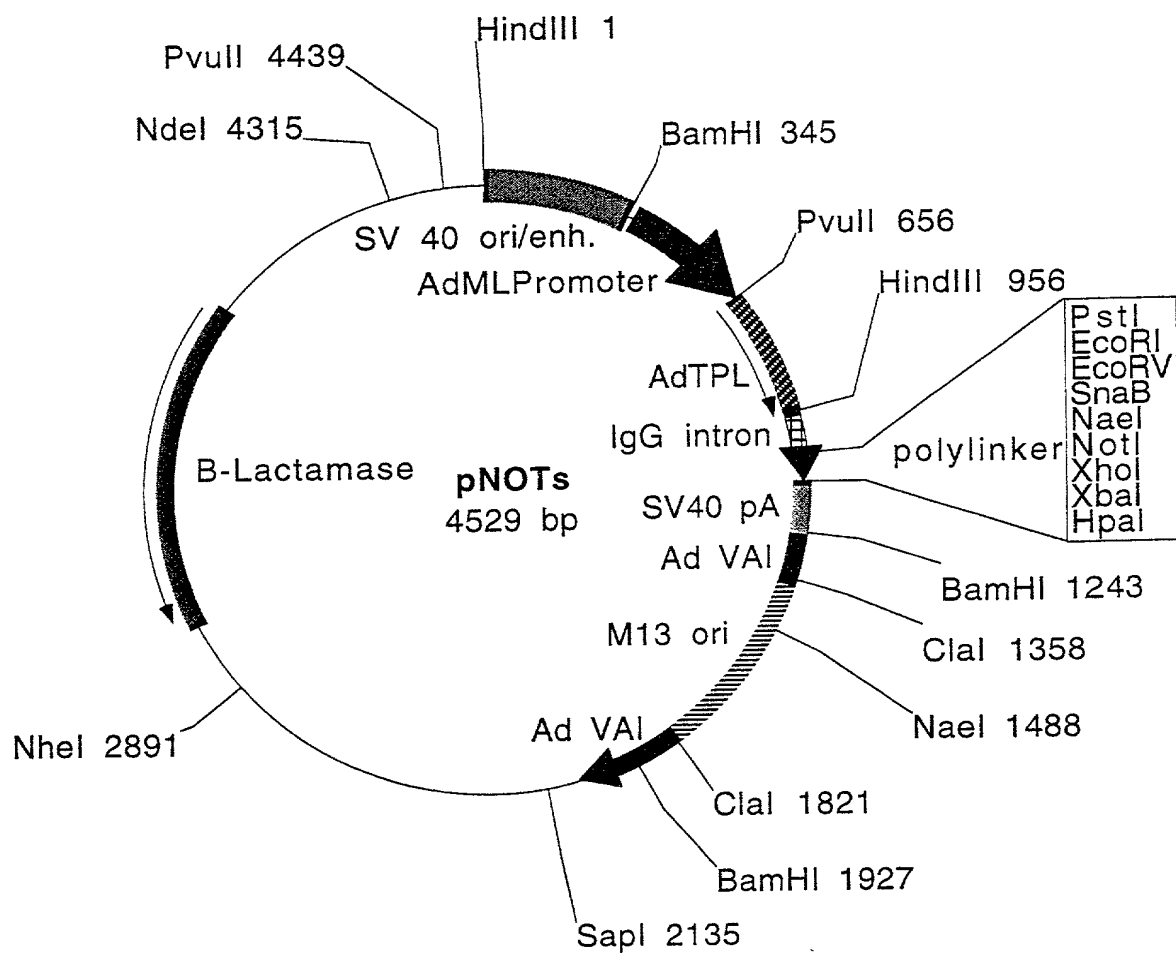 HindIII 1
PvuII 4439
NdeI 4315
BamHI 345
PvuII 656
SV 40 ori/enh.
AdMLPromoter
HindIII 956
PstI
EcoRI
EcoRV
SnaB
NaeI
NotI
XhoI
XbaI
HpaI
AdTPL
IgG intron
polylinker
B-Lactamase
pNOTs
4529 bp
SV40 pA
Ad VAI
BamHI 1243
M13 ori
ClaI 1358
NaeI 1488
Ad VAI
NheI 2891
ClaI 1821
BamHI 1927
SapI 2135